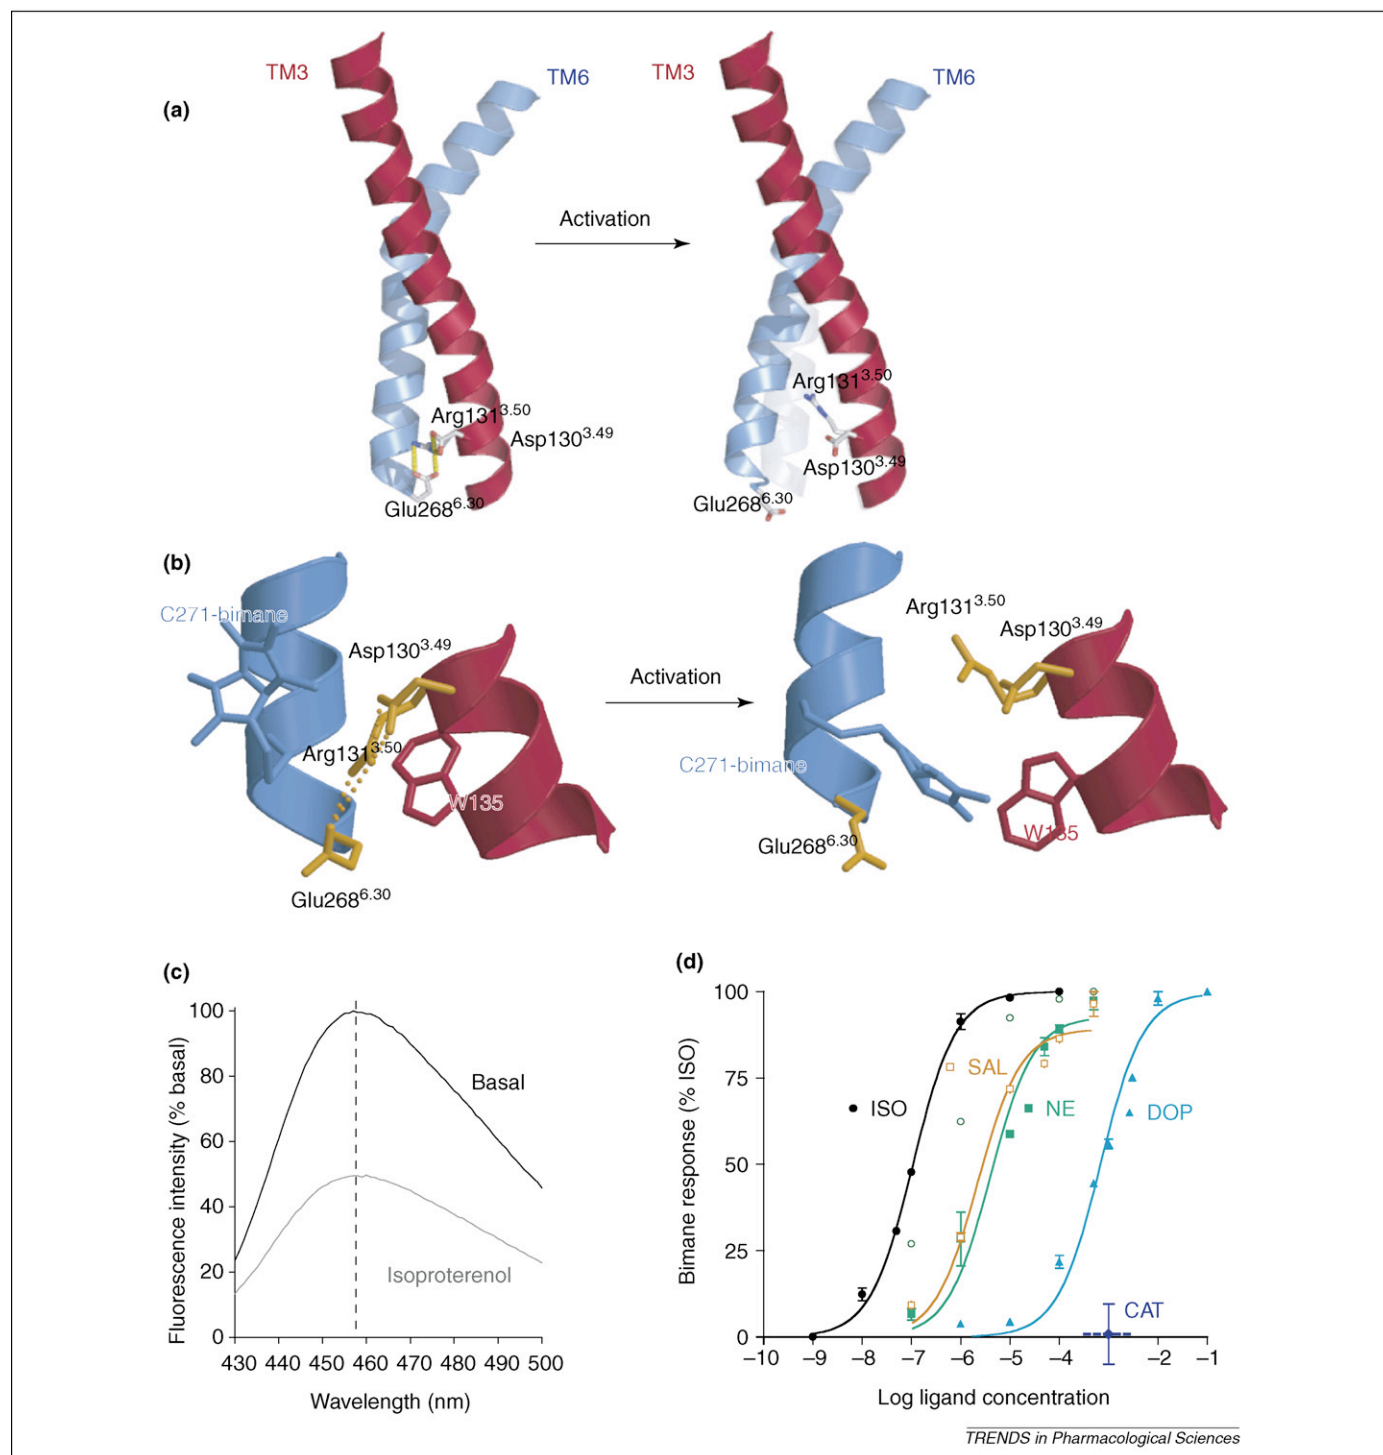 (a)
TM3
TM6
Activation
TM3
TM6
Arg131^3.50
Asp130^3.49
Glu268^6.30
Arg131^3.50
Asp130^3.49
Glu268^6.30
(b)
C271-bimane
Asp130^3.49
Arg131^3.50
W135
Glu268^6.30
Activation
Arg131^3.50
Asp130^3.49
C271-bimane
W135
Glu268^6.30
(c)
Fluorescence intensity (% basal)
100
80
60
40
20
0
Basal
Isoproterenol
430 440 450 460 470 480 490 500
Wavelength (nm)
(d)
Bimane response (% ISO)
100
75
50
25
0
SAL
ISO
NE
DOP
CAT
–10 –9 –8 –7 –6 –5 –4 –3 –2 –1
Log ligand concentration
TRENDS in Pharmacological Sciences